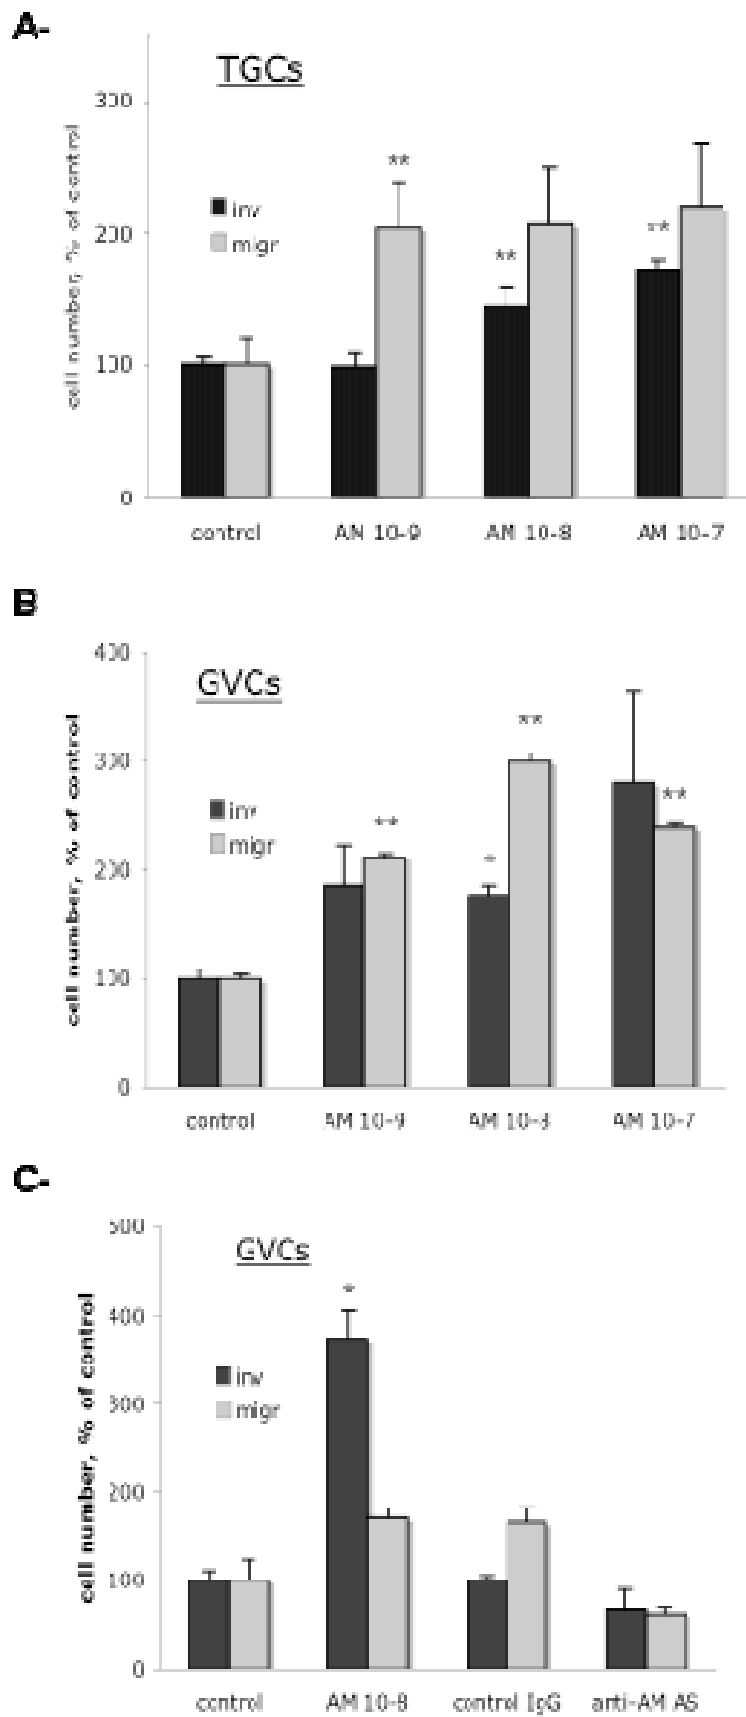 A-
TGCs
300
200
100
0
cell number, % of control
inv
migr
**
**
**
control
AM 10-9
AM 10-8
AM 10-7
B
GVCs
400
300
200
100
0
cell number, % of control
inv
migr
**
*
**
**
control
AM 10-9
AM 10-8
AM 10-7
C-
GVCs
500
400
300
200
100
0
cell number, % of control
inv
migr
*
control
AM 10-8
control IgG
anti-AM AS